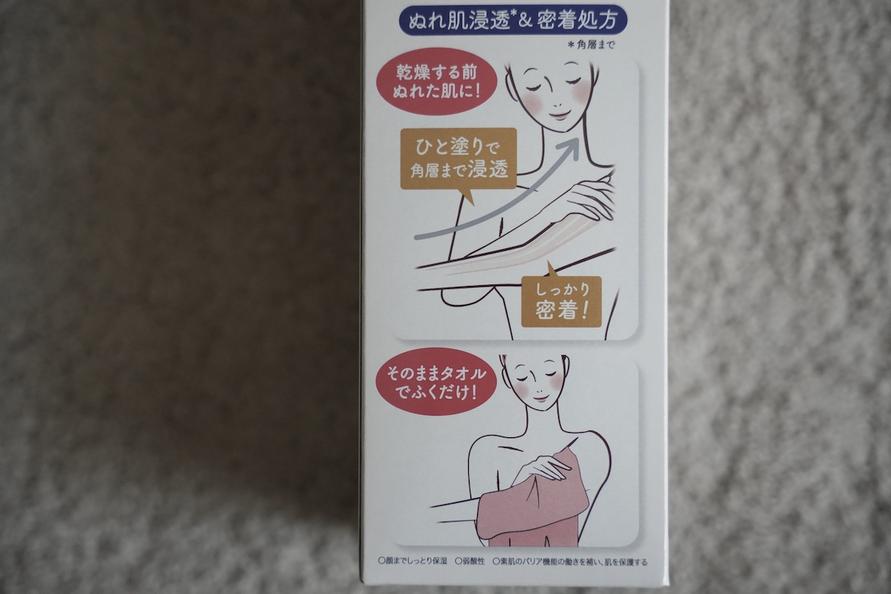 ぬれ肌浸透*&密着処方
*角層まで
乾燥する前
ぬれた肌に!
ひと塗りで
角層まで浸透
しっかり
密着!
そのままタオル
でふくだけ!
○顔までしっとり保湿 ○弱酸性 ○素肌のバリア機能の働きを補い、肌を保護する